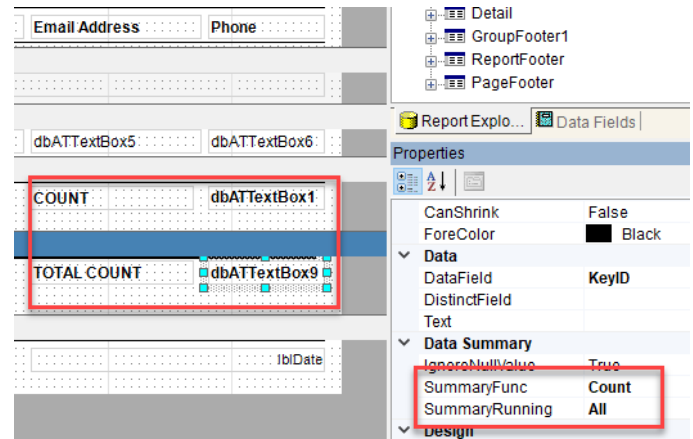 Email Address Phone
dbATTextBox5 dbATTextBox6
COUNT dbATTextBox1
TOTAL COUNT dbATTextBox9
lblDate
Detail
GroupFooter1
ReportFooter
PageFooter
Report Explo... Data Fields
Properties
CanShrink False
ForeColor Black
Data
DataField KeyID
DistinctField
Text
Data Summary
IgnoreNullValue True
SummaryFunc Count
SummaryRunning All
Design